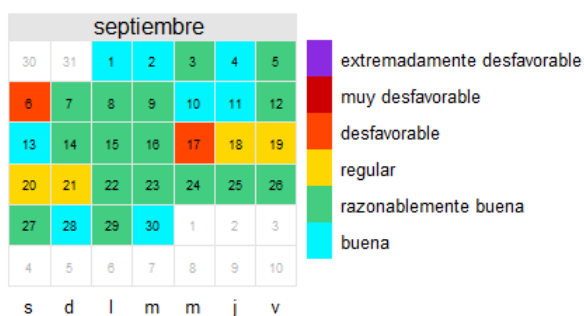 septiembre
30 31 1 2 3 4 5
6 7 8 9 10 11 12
13 14 15 16 17 18 19
20 21 22 23 24 25 26
27 28 29 30 1 2 3
4 5 6 7 8 9 10
s d l m m j v
extremadamente desfavorable
muy desfavorable
desfavorable
regular
razonablemente buena
buena